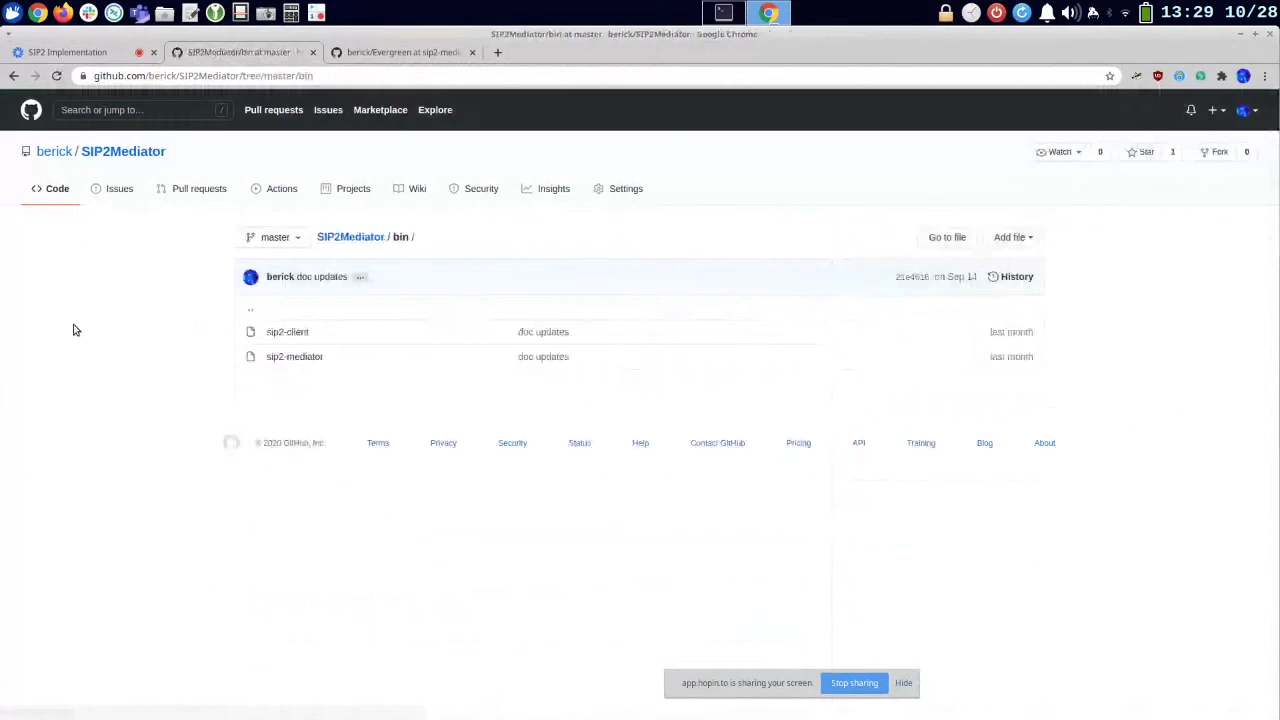 13:29 10/28
SIP2Mediator/bin at master · berick/SIP2Mediator - Google Chrome
SIP2 Implementation
SIP2Mediator/bin at master ·
berick/Evergreen at sip2-medi
github.com/berick/SIP2Mediator/tree/master/bin
Search or jump to… /
Pull requests
Issues
Marketplace
Explore
berick / SIP2Mediator
Watch 0
Star 1
Fork 0
Code
Issues
Pull requests
Actions
Projects
Wiki
Security
Insights
Settings
master
SIP2Mediator / bin /
Go to file
Add file
berick doc updates …
on Sep 14
History
..
sip2-client doc updates last month
sip2-mediator doc updates last month
© 2020 GitHub, Inc.
Terms
Privacy
Security
Status
Help
Contact GitHub
Pricing
API
Training
Blog
About
app.hopin.to is sharing your screen.
Stop sharing
Hide